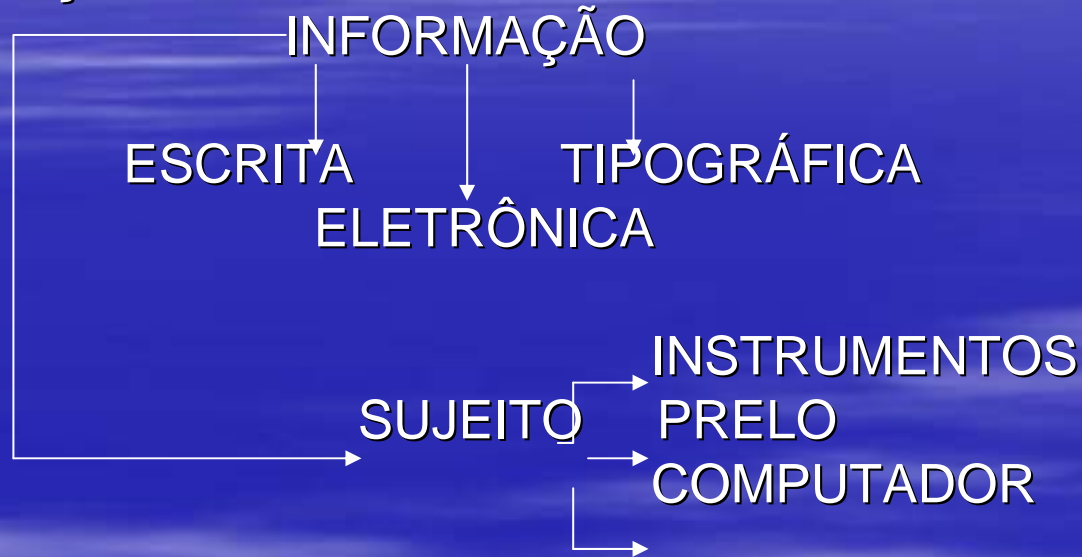 INFORMAÇÃO
ESCRITA TIPOGRÁFICA
ELETRÔNICA
INSTRUMENTOS
SUJEITO PRELO
COMPUTADOR